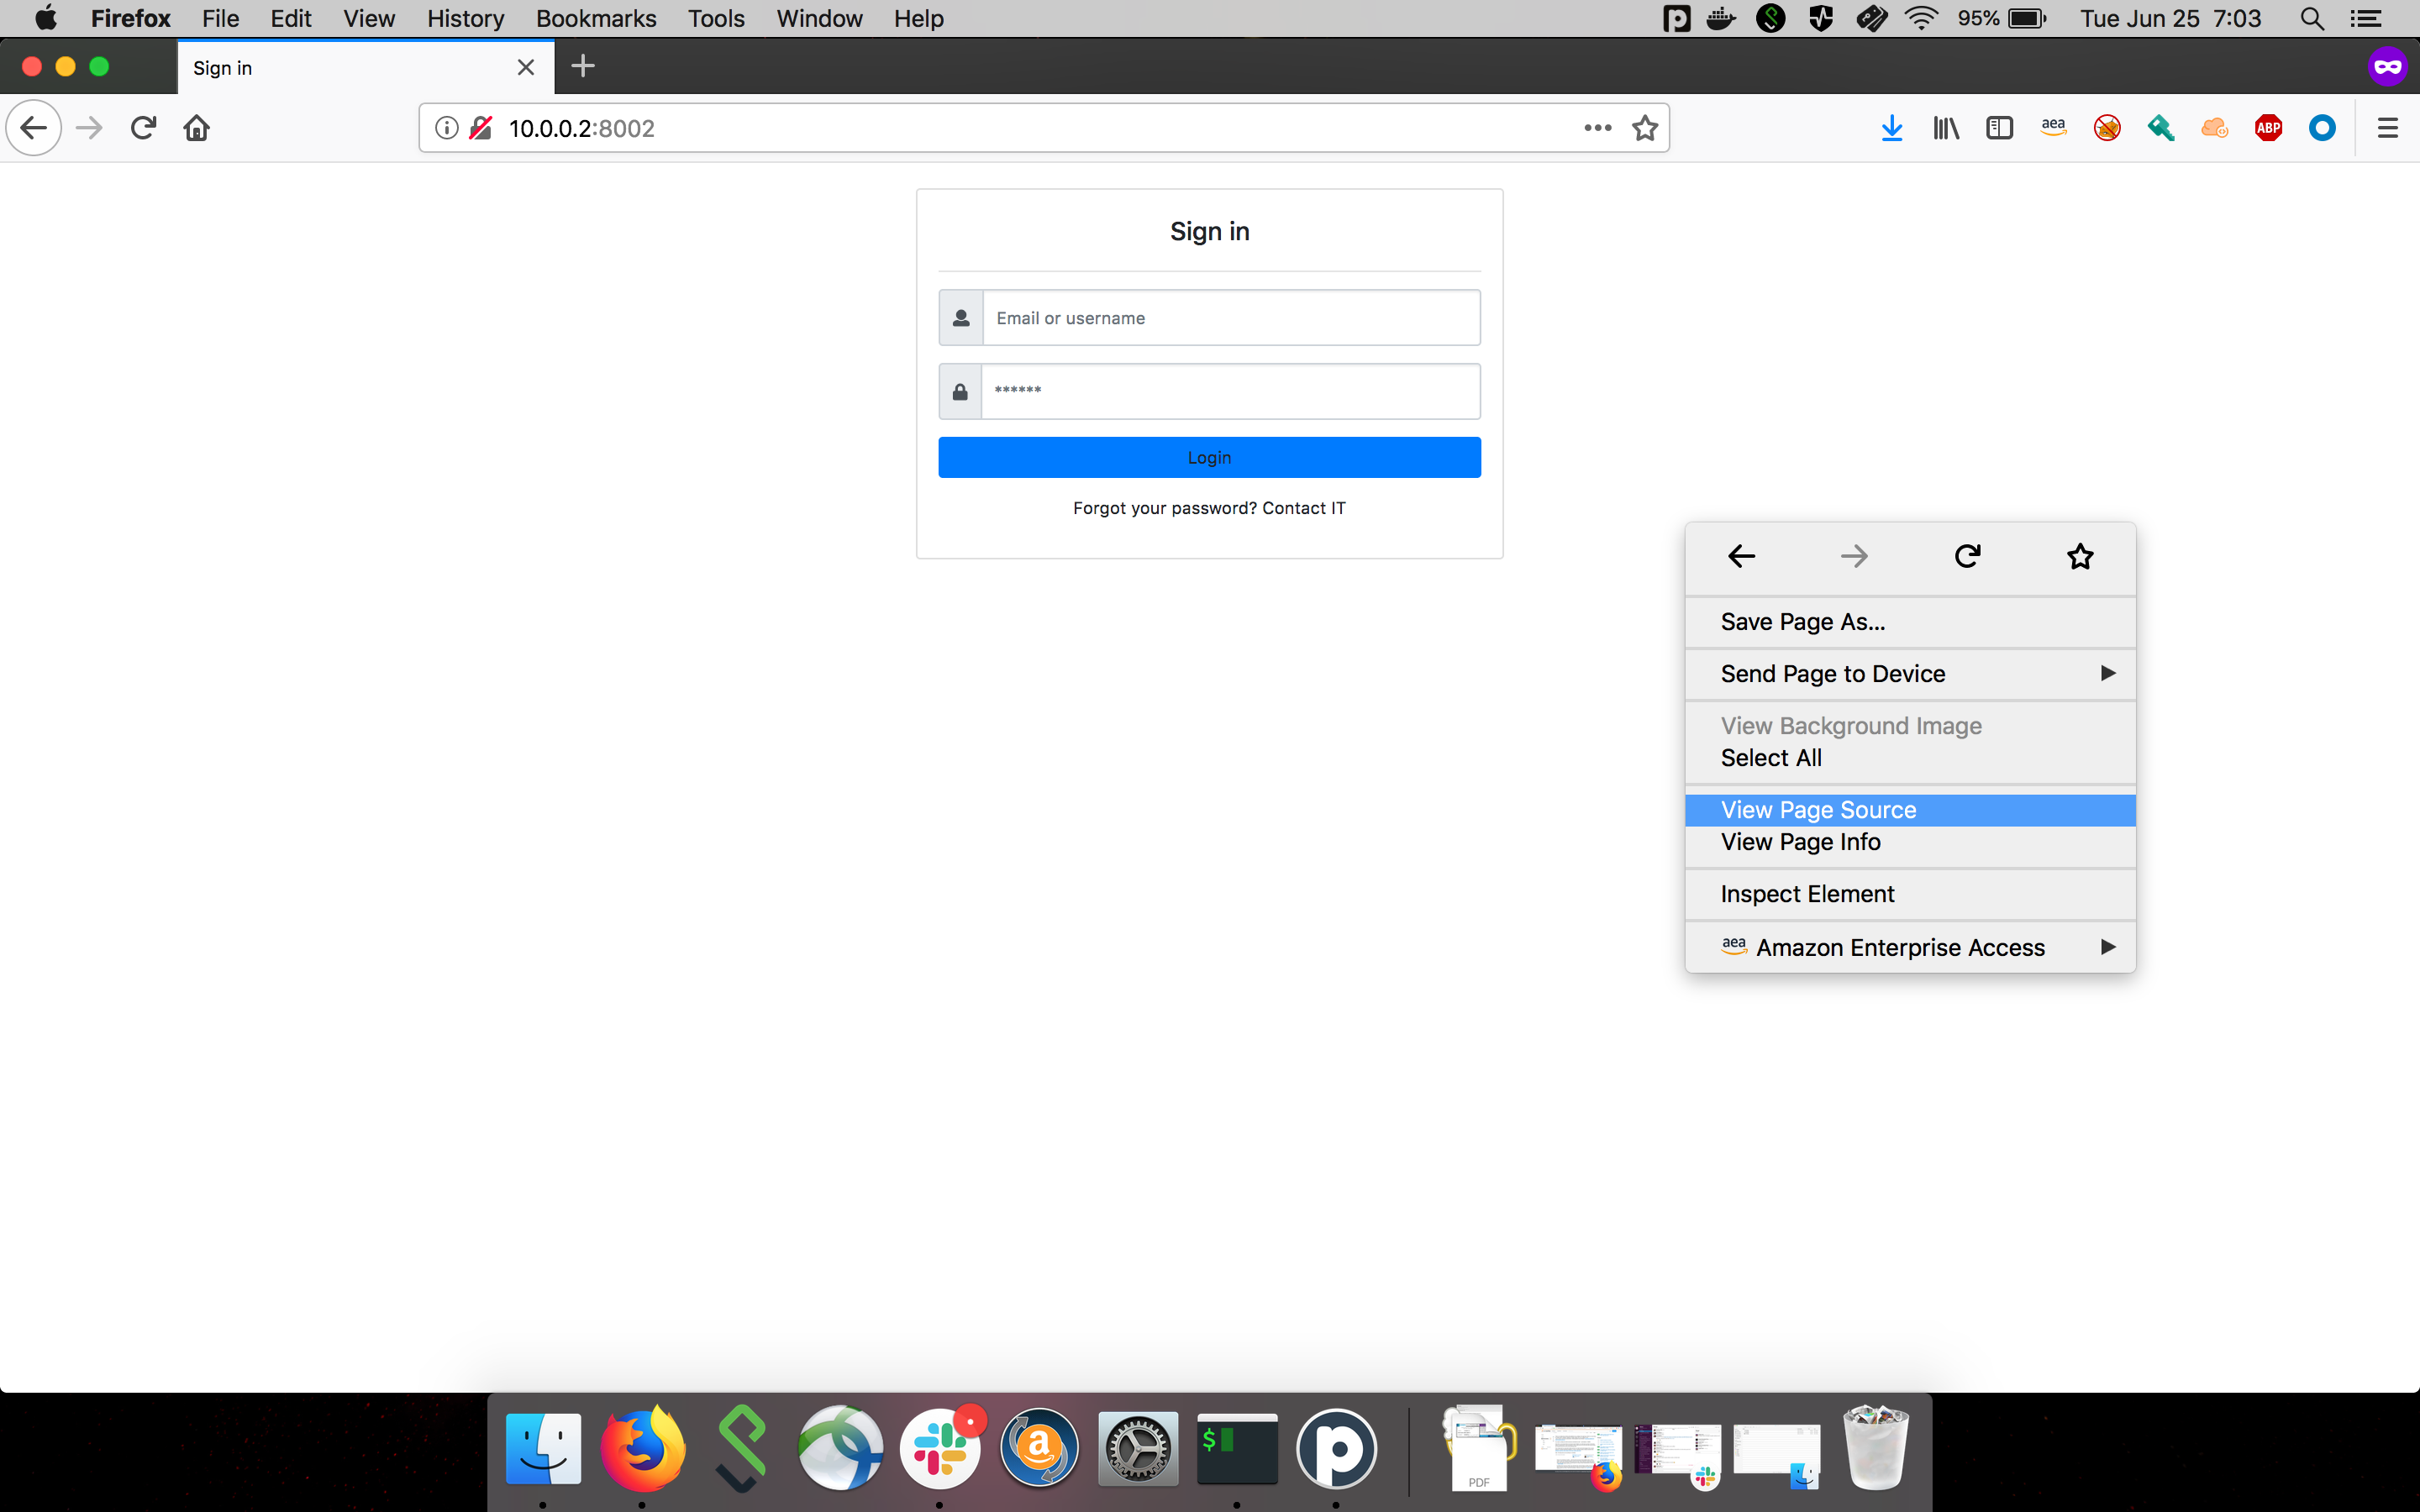 Firefox File Edit View History Bookmarks Tools Window Help 95% Tue Jun 25 7:03
Sign in
10.0.0.2:8002
aea
ABP
Sign in
Email or username
******
Login
Forgot your password? Contact IT
Save Page As...
Send Page to Device
View Background Image
Select All
View Page Source
View Page Info
Inspect Element
aea Amazon Enterprise Access
$
a
p
PDF